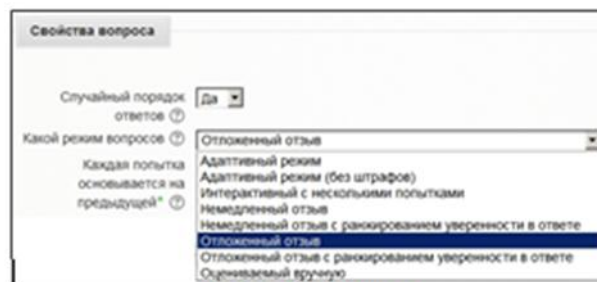 Свойства вопроса
Случайный порядок ответов
Да
Какой режим вопросов
Отложенный отзыв
Каждая попытка основывается на предыдущей*
Адаптивный режим
Адаптивный режим (без штрафов)
Интерактивный с несколькими попытками
Немедленный отзыв
Немедленный отзыв с ранжированием уверенности в ответе
Отложенный отзыв
Отложенный отзыв с ранжированием уверенности в ответе
Оцениваемый вручную